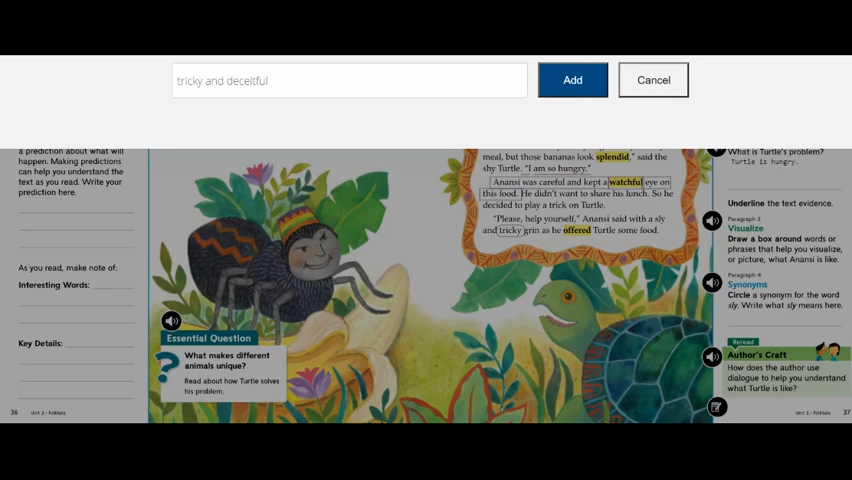 tricky and deceitful
Add
Cancel
a prediction about what will
happen. Making predictions
can help you understand the
text as you read. Write your
prediction here.
As you read, make note of:
Interesting Words:
Key Details:
36 Unit 3 - Folktale
Essential Question
?
What makes different
animals unique?
Read about how Turtle solves
his problem.
meal, but those bananas look splendid," said the
shy Turtle. "I am so hungry."
Anansi was careful and kept a watchful eye on
this food. He didn't want to share his lunch. So he
decided to play a trick on Turtle.
"Please, help yourself," Anansi said with a sly
and tricky grin as he offered Turtle some food.
What is Turtle's problem?
Turtle is hungry.
Underline the text evidence.
Paragraph 3
Visualize
Draw a box around words or
phrases that help you visualize,
or picture, what Anansi is like.
Paragraph 4
Synonyms
Circle a synonym for the word
sly. Write what sly means here.
Reread
Author's Craft
How does the author use
dialogue to help you understand
what Turtle is like?
Unit 3 - Folktale 37